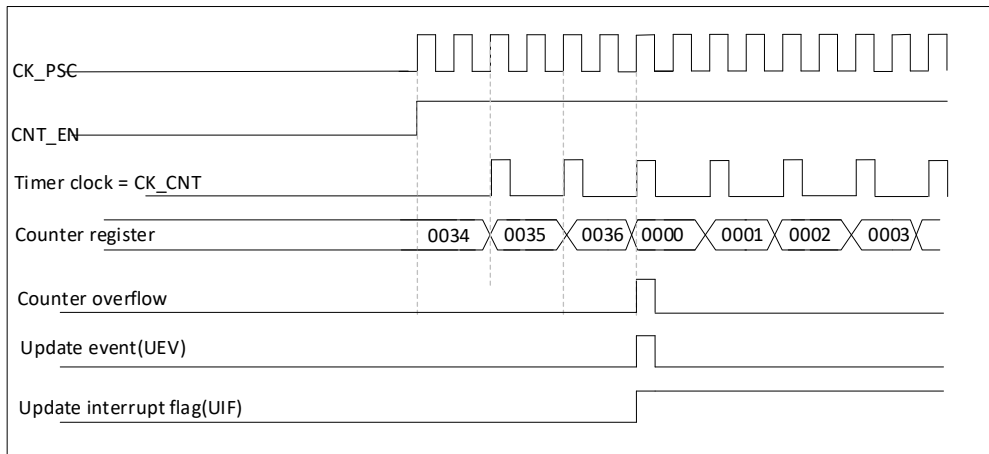 CK_PSC
CNT_EN
Timer clock = CK_CNT
Counter register 0034 0035 0036 0000 0001 0002 0003
Counter overflow
Update event(UEV)
Update interrupt flag(UIF)